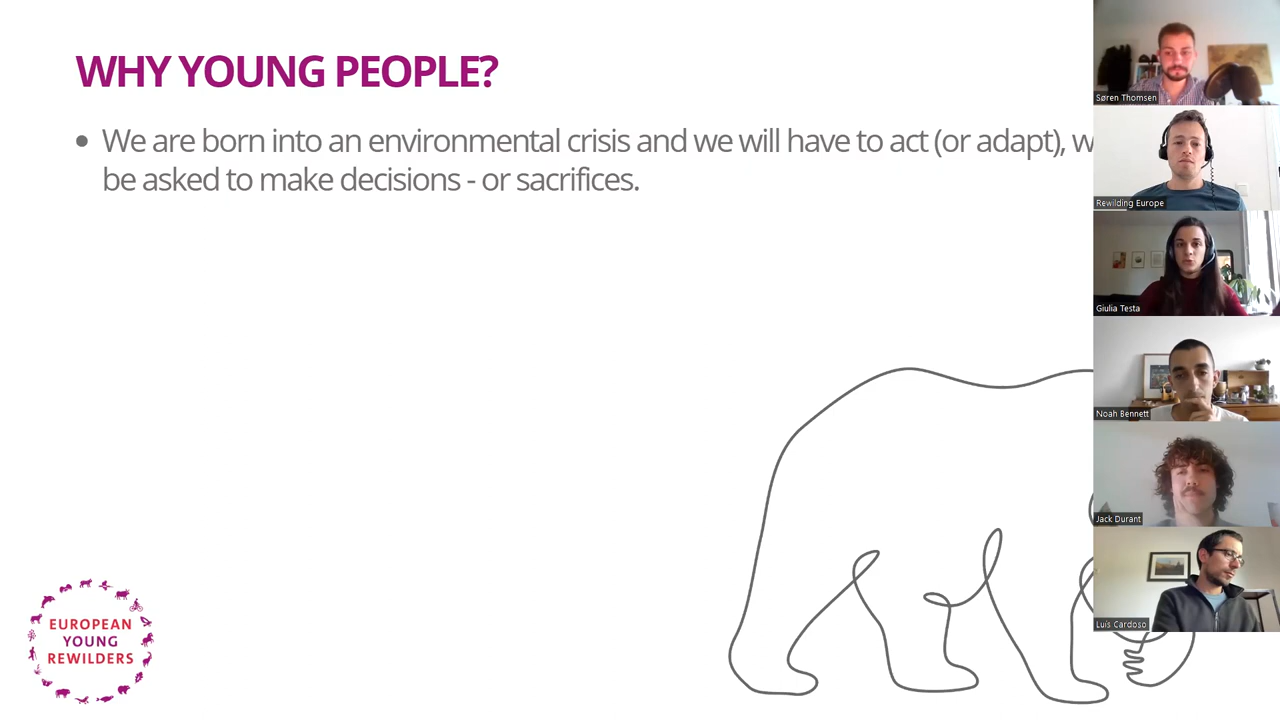 WHY YOUNG PEOPLE?
• We are born into an environmental crisis and we will have to act (or adapt), w
be asked to make decisions - or sacrifices.
EUROPEAN
YOUNG
REWILDERS
Søren Thomsen
Rewilding Europe
Giulia Testa
Noah Bennett
Jack Durant
Luís Cardoso